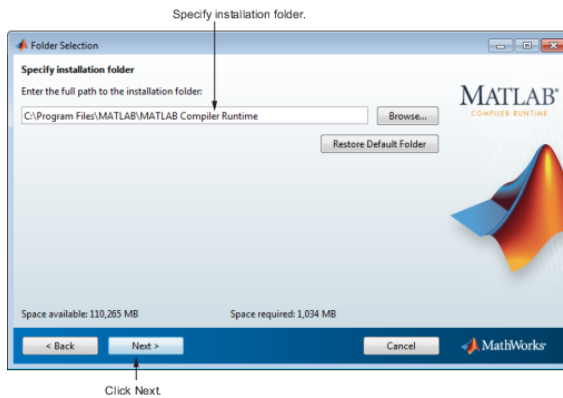 Specify installation folder.
Folder Selection
Specify installation folder
Enter the full path to the installation folder:
C:\Program Files\MATLAB\MATLAB Compiler Runtime
Browse...
Restore Default Folder
MATLAB®
COMPILER RUNTIME
Space available: 110,265 MB
Space required: 1,034 MB
< Back
Next >
Cancel
MathWorks®
Click Next.